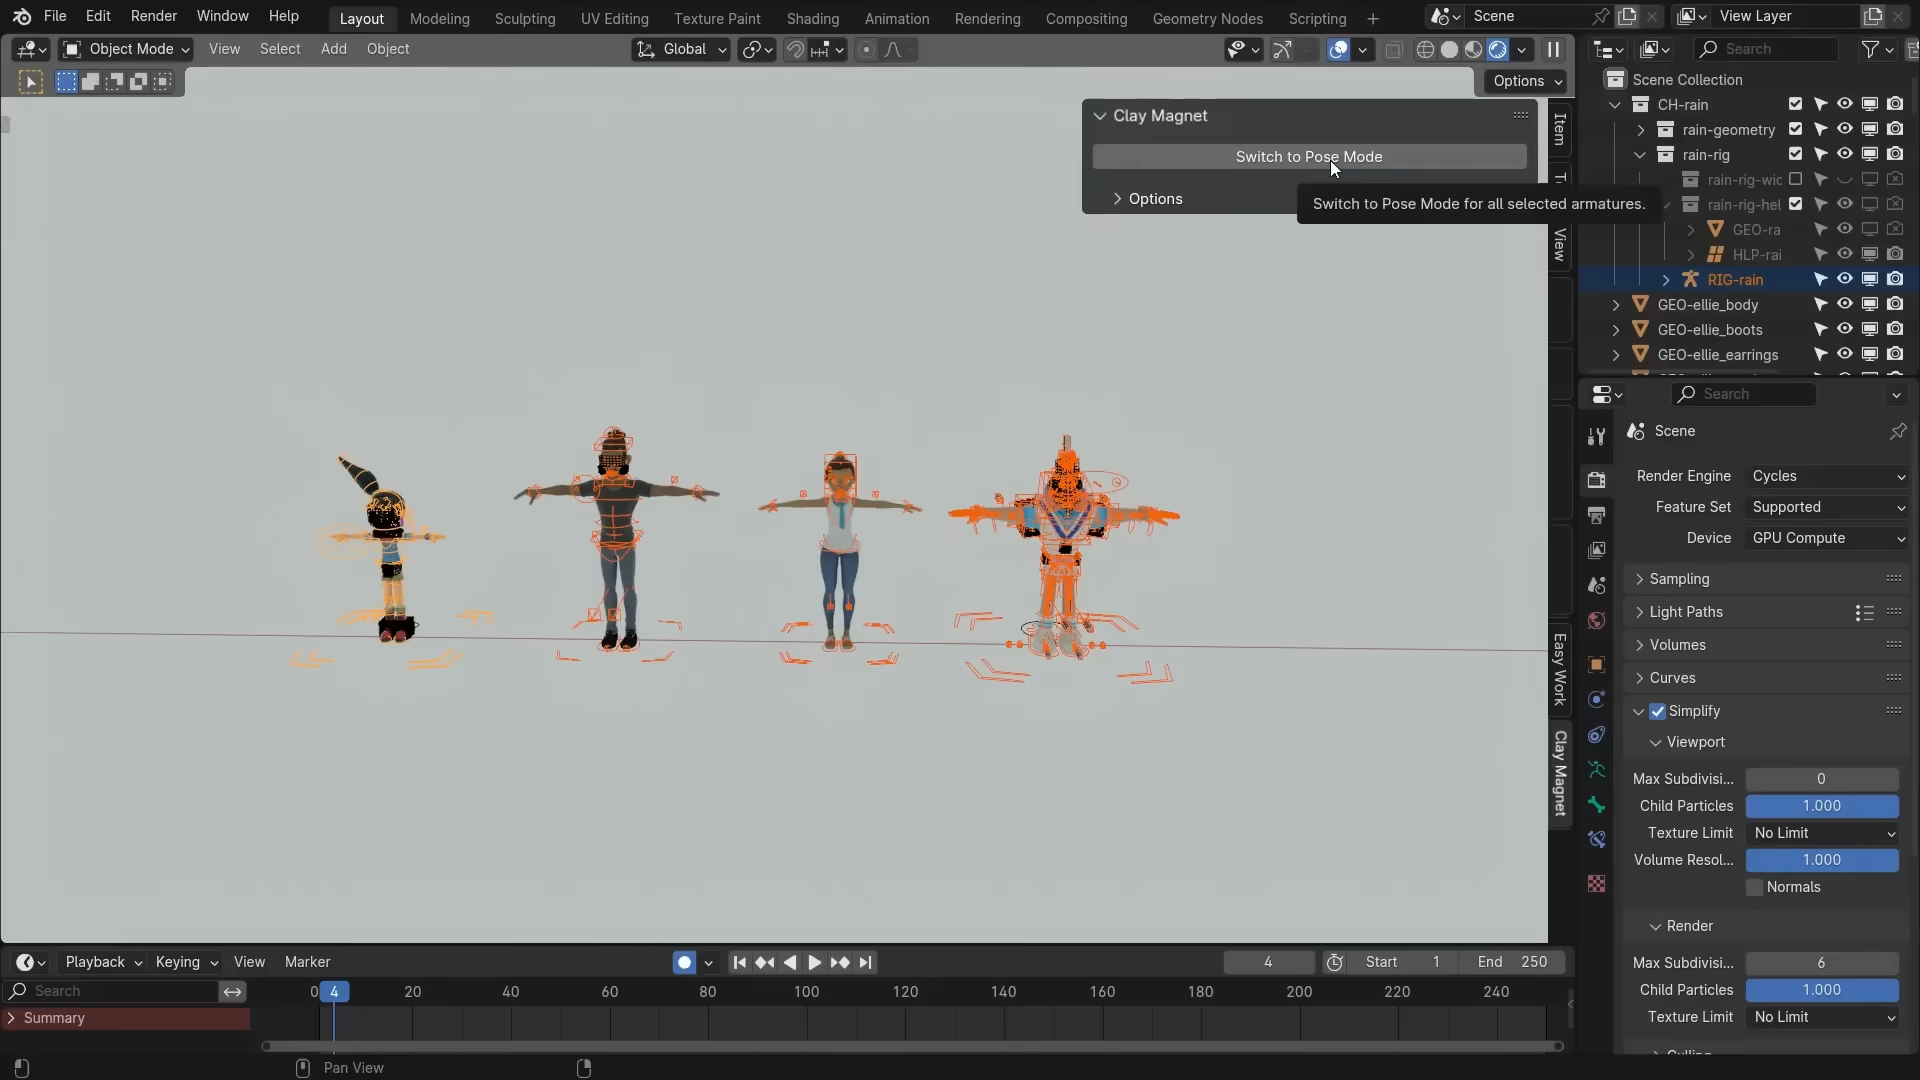 File Edit Render Window Help Layout Modeling Sculpting UV Editing Texture Paint Shading Animation Rendering Compositing Geometry Nodes Scripting + Scene View Layer
Object Mode View Select Add Object Global Search
Options
Clay Magnet
Switch to Pose Mode
Options
Switch to Pose Mode for all selected armatures.
Item
View
Easy Work
Clay Magnet
Scene Collection
CH-rain
rain-geometry
rain-rig
rain-rig-wic
rain-rig-hel
GEO-ra
HLP-rai
RIG-rain
GEO-ellie_body
GEO-ellie_boots
GEO-ellie_earrings
Search
Scene
Render Engine Cycles
Feature Set Supported
Device GPU Compute
Sampling
Light Paths
Volumes
Curves
Simplify
Viewport
Max Subdivisi... 0
Child Particles 1.000
Texture Limit No Limit
Volume Resol... 1.000
Normals
Render
Max Subdivisi... 6
Child Particles 1.000
Texture Limit No Limit
Playback Keying View Marker 4 Start 1 End 250
Search 0 4 20 40 60 80 100 120 140 160 180 200 220 240
Summary
Pan View